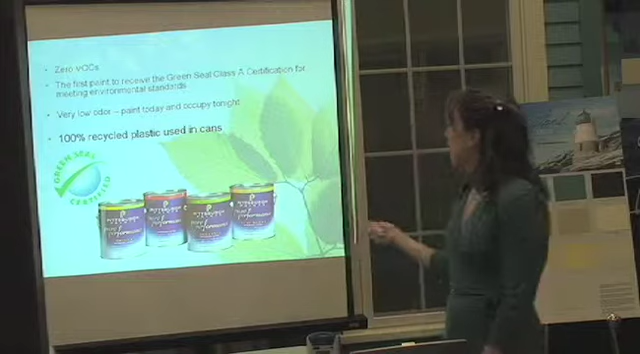 • Zero VOCs
• The first paint to receive the Green Seal Class A Certification for
meeting environmental standards
• Very low odor – paint today and occupy tonight
• 100% recycled plastic used in cans
GREEN SEAL
CERTIFIED